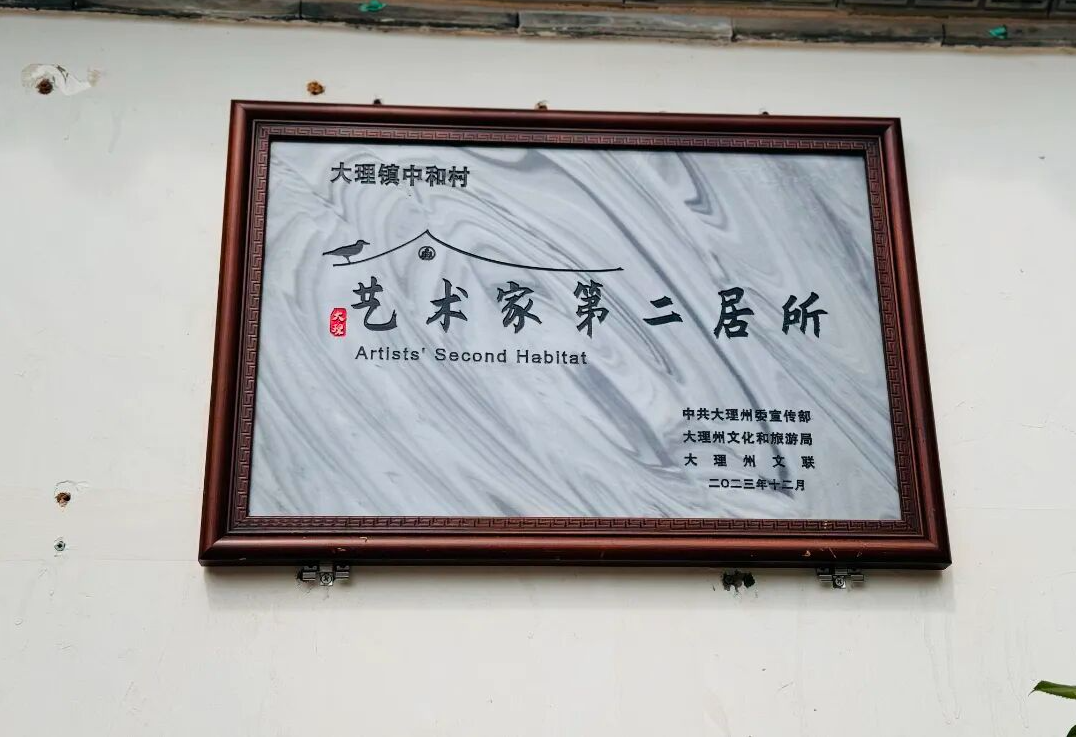 大理镇中和村
大理
艺术家第二居所
Artists' Second Habitat
中共大理州委宣传部
大理州文化和旅游局
大理州文联
二〇二三年十二月